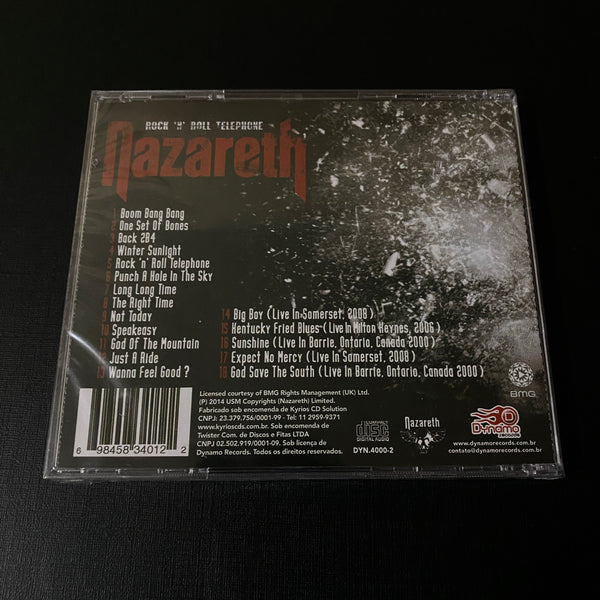 ROCK 'N' ROLL TELEPHONE
Nazareth
1 Boom Bang Bang
2 One Set Of Bones
3 Back 2B4
4 Winter Sunlight
5 Rock 'n' Roll Telephone
6 Punch A Hole In The Sky
7 Long Long Time
8 The Right Time
9 Not Today
10 Speakeasy
11 God Of The Mountain
12 Just A Ride
13 Wanna Feel Good ?
14 Big Boy (Live In Somerset, 2008)
15 Kentucky Fried Blues (Live In Milton Keynes, 2006)
16 Sunshine (Live In Barrie, Ontario, Canada 2000)
17 Expect No Mercy (Live In Somerset, 2008)
18 God Save The South (Live In Barrie, Ontario, Canada 2000)
BMG
6 98458 34012 2
Licensed courtesy of BMG Rights Management (UK) Ltd.
(P) 2014 USM Copyrights (Nazareth) Limited.
Fabricado sob encomenda de Kyrios CD Solution
CNPJ: 23.379.756/0001-99 - Tel: 11 2959-9371
www.kyrioscds.com.br. Sob encomenda de
Twister Com. de Discos e Fitas LTDA
CNPJ 02.502.919/0001-09. Sob licença de
Dynamo Records. Todos os direitos reservados.
COMPACT
disc
DIGITAL AUDIO
DYN.4000-2
Nazareth
Dynamo
RECORDS
www.dynamorecords.com.br
contato@dynamorecords.com.br